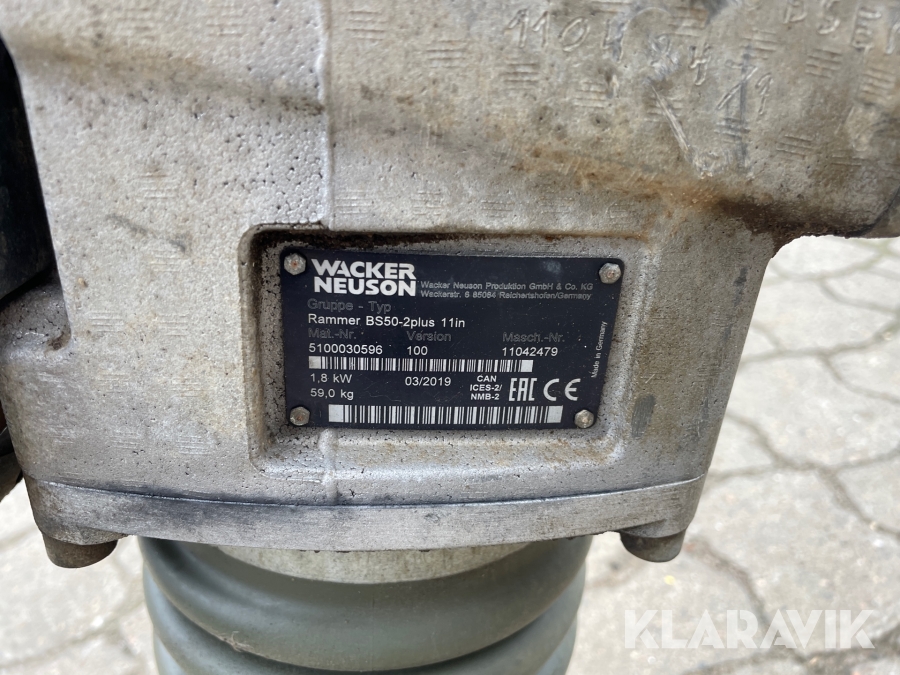 WACKER
NEUSON
Wacker Neuson Produktion GmbH & Co. KG
Wackerstr. 6 85084 Reichertshofen/Germany
Gruppe - Typ
Rammer BS50-2plus 11in
Mat.-Nr. Version Masch.-Nr.
5100030596 100 11042479
1,8 kW 03/2019 CAN
ICES-2/
NMB-2
EAC CE
59,0 kg
Made in Germany
KLARAVIK